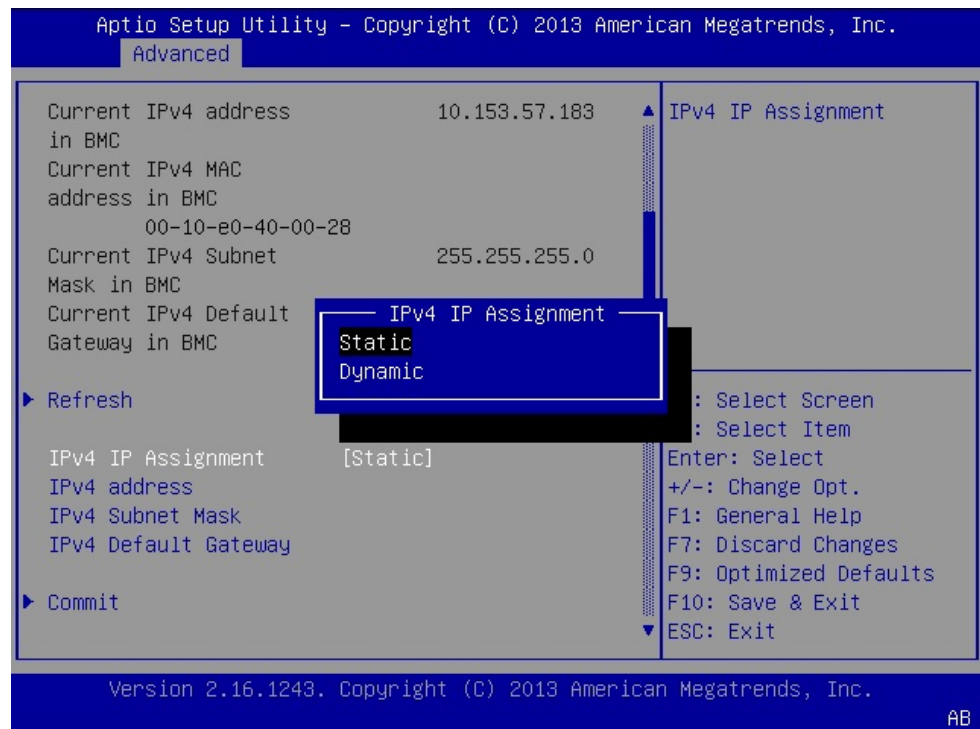 Aptio Setup Utility – Copyright (C) 2013 American Megatrends, Inc.
Advanced
Current IPv4 address 10.153.57.183
in BMC
Current IPv4 MAC
address in BMC
00-10-e0-40-00-28
Current IPv4 Subnet 255.255.255.0
Mask in BMC
Current IPv4 Default
Gateway in BMC
Refresh
IPv4 IP Assignment [Static]
IPv4 address
IPv4 Subnet Mask
IPv4 Default Gateway
Commit
IPv4 IP Assignment
Static
Dynamic
IPv4 IP Assignment
: Select Screen
: Select Item
Enter: Select
+/-: Change Opt.
F1: General Help
F7: Discard Changes
F9: Optimized Defaults
F10: Save & Exit
ESC: Exit
Version 2.16.1243. Copyright (C) 2013 American Megatrends, Inc.
AB